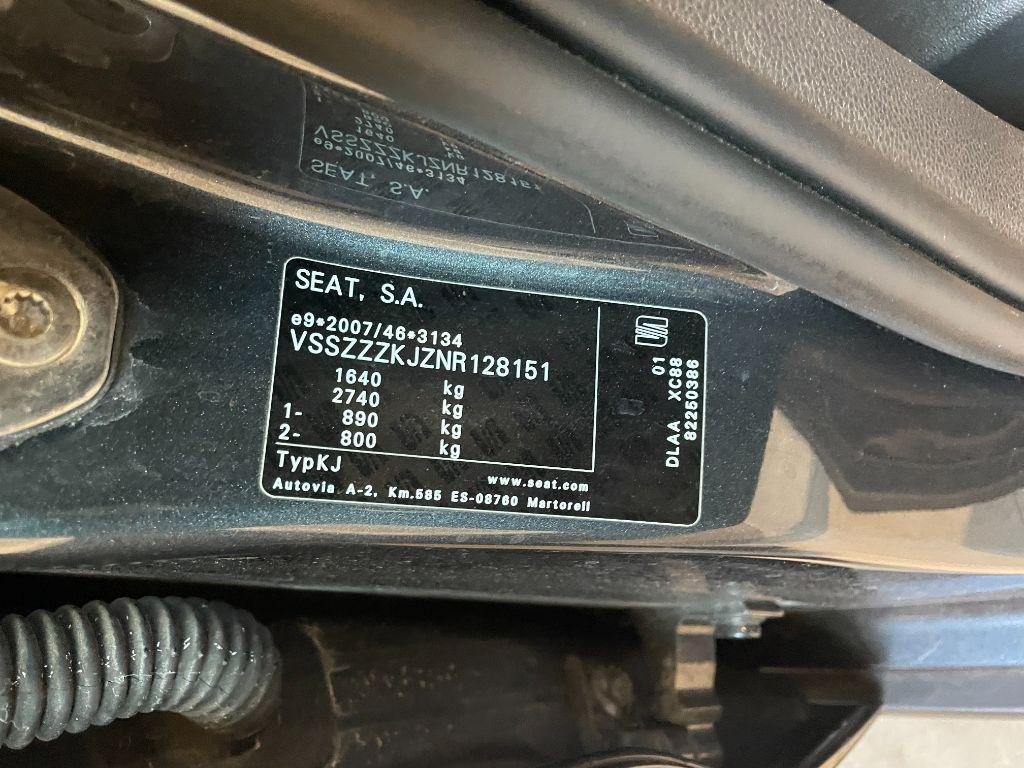 SEAT, S.A.
e9*2007/46*3134
VSSZZZKJZNR128151
1640 kg
2740 kg
1- 890 kg
2- 800 kg
TypKJ
www.seat.com
Autovia A-2, Km.585 ES-08760 Martorell
DLAA XC88 01
82250386